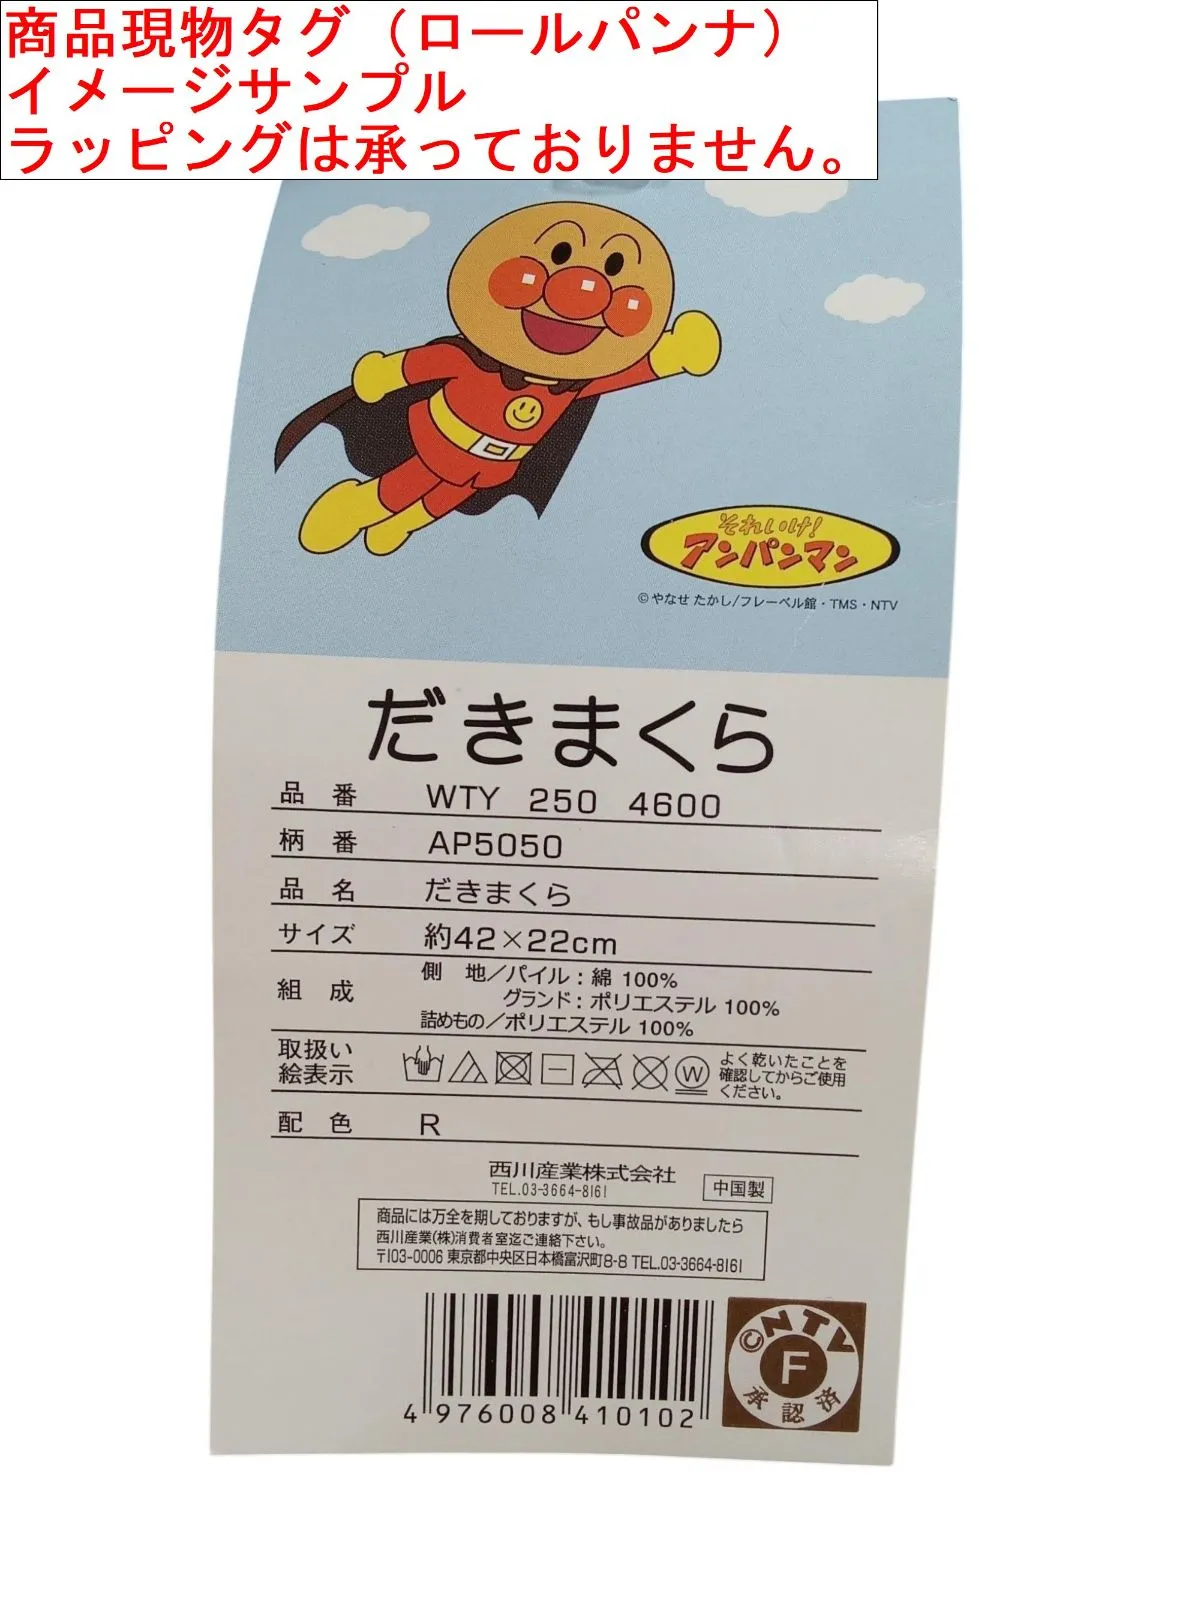 商品現物タグ（ロールパンナ）
イメージサンプル
ラッピングは承っておりません。
それいけ!
アンパンマン
©やなせたかし/フレーベル館・TMS・NTV
だきまくら
品番 WTY 250 4600
柄番 AP5050
品名 だきまくら
サイズ 約42×22cm
組成 側 地／パイル：綿 100%
グランド：ポリエステル 100%
詰めもの／ポリエステル 100%
取扱い
絵表示
W
よく乾いたことを
確認してからご使用
ください。
配色 R
西川産業株式会社
TEL.03-3664-8161
中国製
商品には万全を期しておりますが、もし事故品がありましたら
西川産業(株)消費者室迄ご連絡下さい。
〒103-0006 東京都中央区日本橋富沢町8-8 TEL.03-3664-8161
4 976008 410102
©NTV
F
承認済